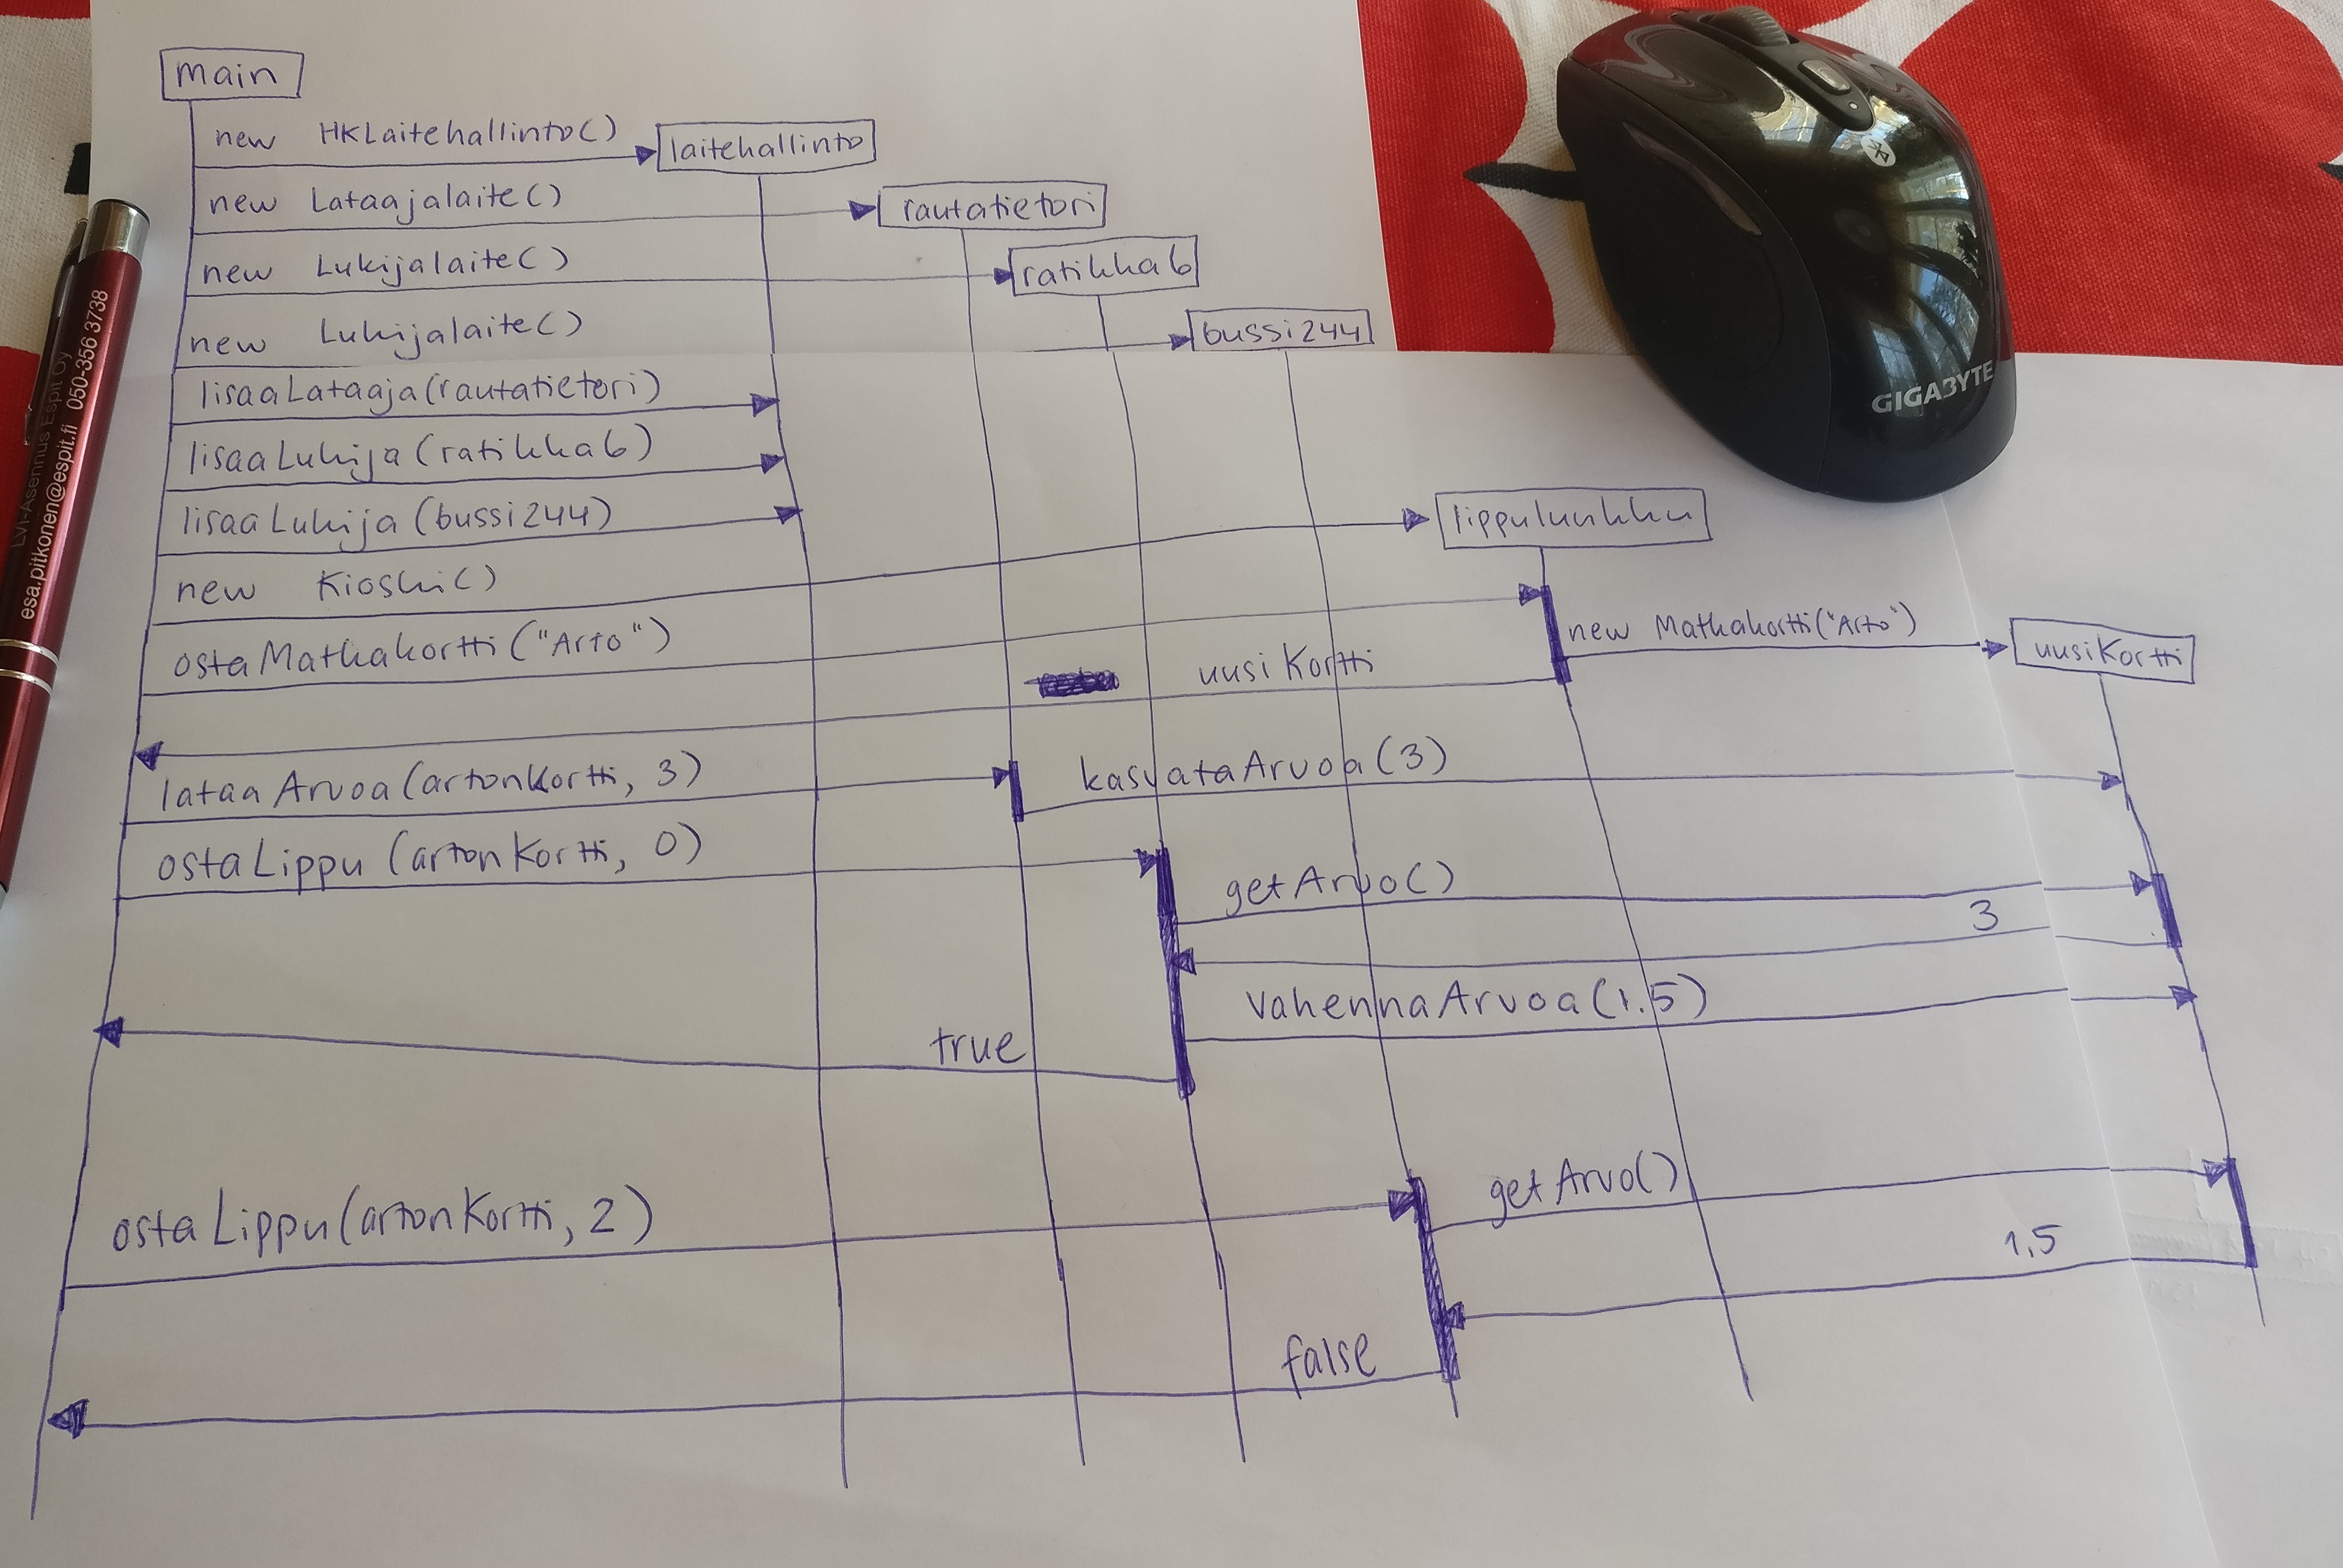 main
new HKLaitehallinto()
laitehallinto
new Lataajalaite()
rautatietori
new Lukijalaite()
ratikka6
new Lukijalaite()
bussi244
lisaaLataaja(rautatietori)
lisaaLukija(ratikka6)
lisaaLukija(bussi244)
lippuluukku
new Kioski()
ostaMatkakortti("Arto")
new Matkakortti("Arto")
uusiKortti
uusiKortti
lataaArvoa(artonKortti, 3)
kasvataArvoa(3)
ostaLippu(artonKortti, 0)
getArvo()
3
vahennaArvoa(1.5)
true
ostaLippu(artonKortti, 2)
getArvo()
1.5
false
GIGABYTE
LVI-Asennus Espit Oy
esa.pitkonen@espit.fi 050-356 3738